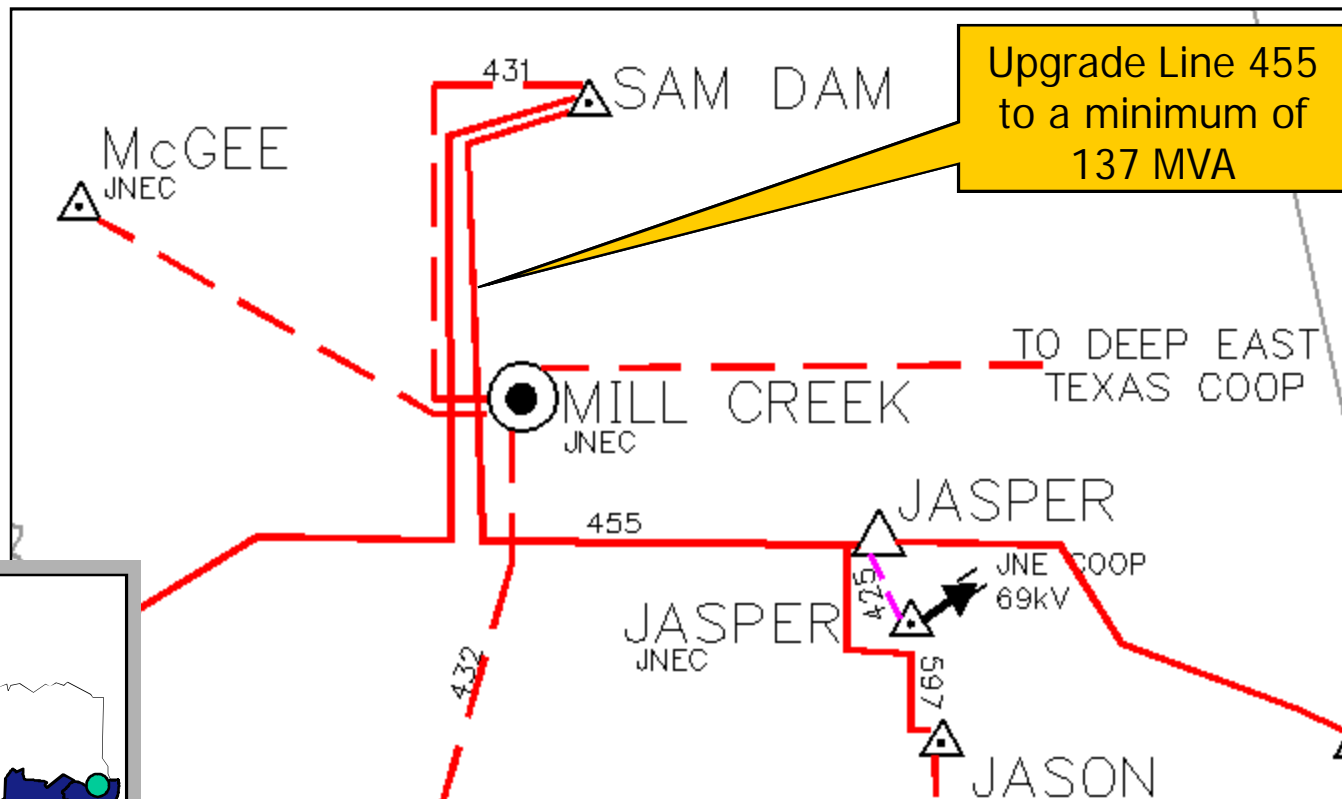 431
SAM DAM
Upgrade Line 455
to a minimum of
137 MVA
McGEE
JNEC
TO DEEP EAST
TEXAS COOP
MILL CREEK
JNEC
JASPER
455
JNE COOP
69kV
425
JASPER
JNEC
432
597
JASON